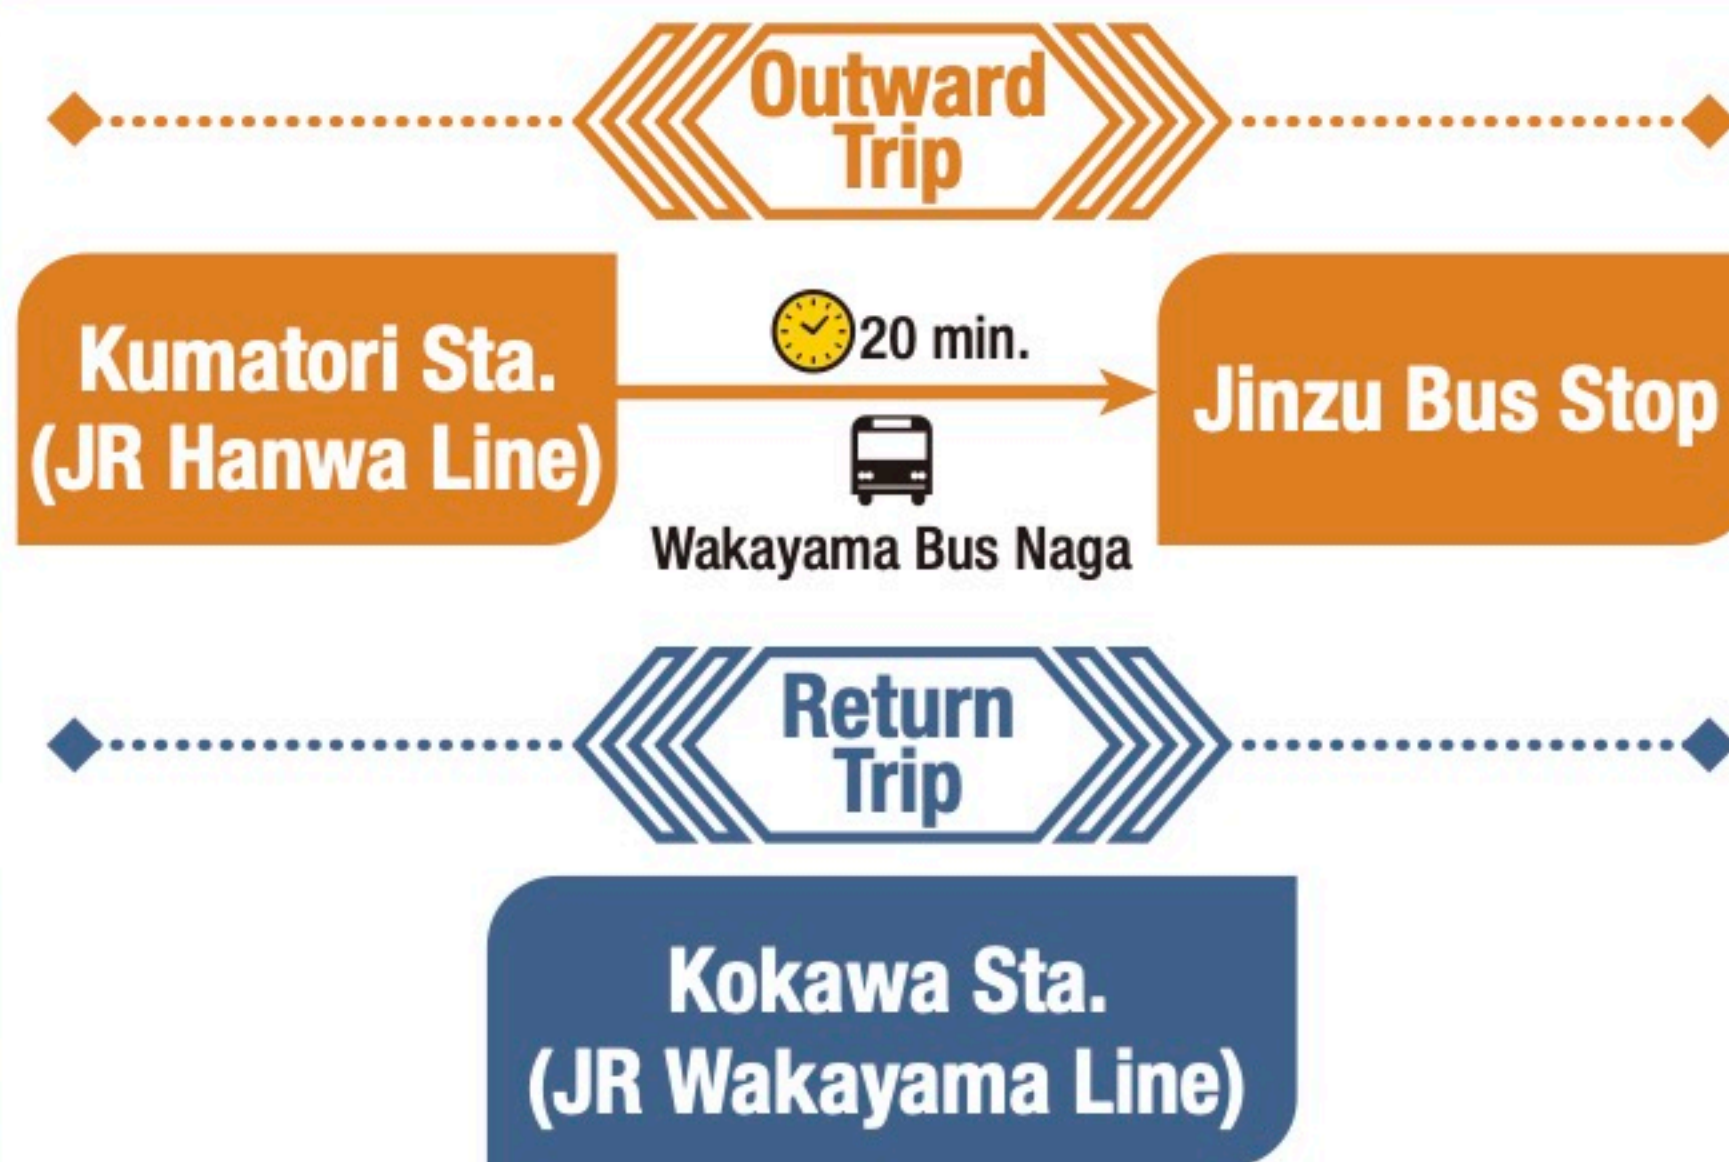 Outward
Trip
Kumatori Sta.
(JR Hanwa Line)
20 min.
Wakayama Bus Naga
Jinzu Bus Stop
Return
Trip
Kokawa Sta.
(JR Wakayama Line)